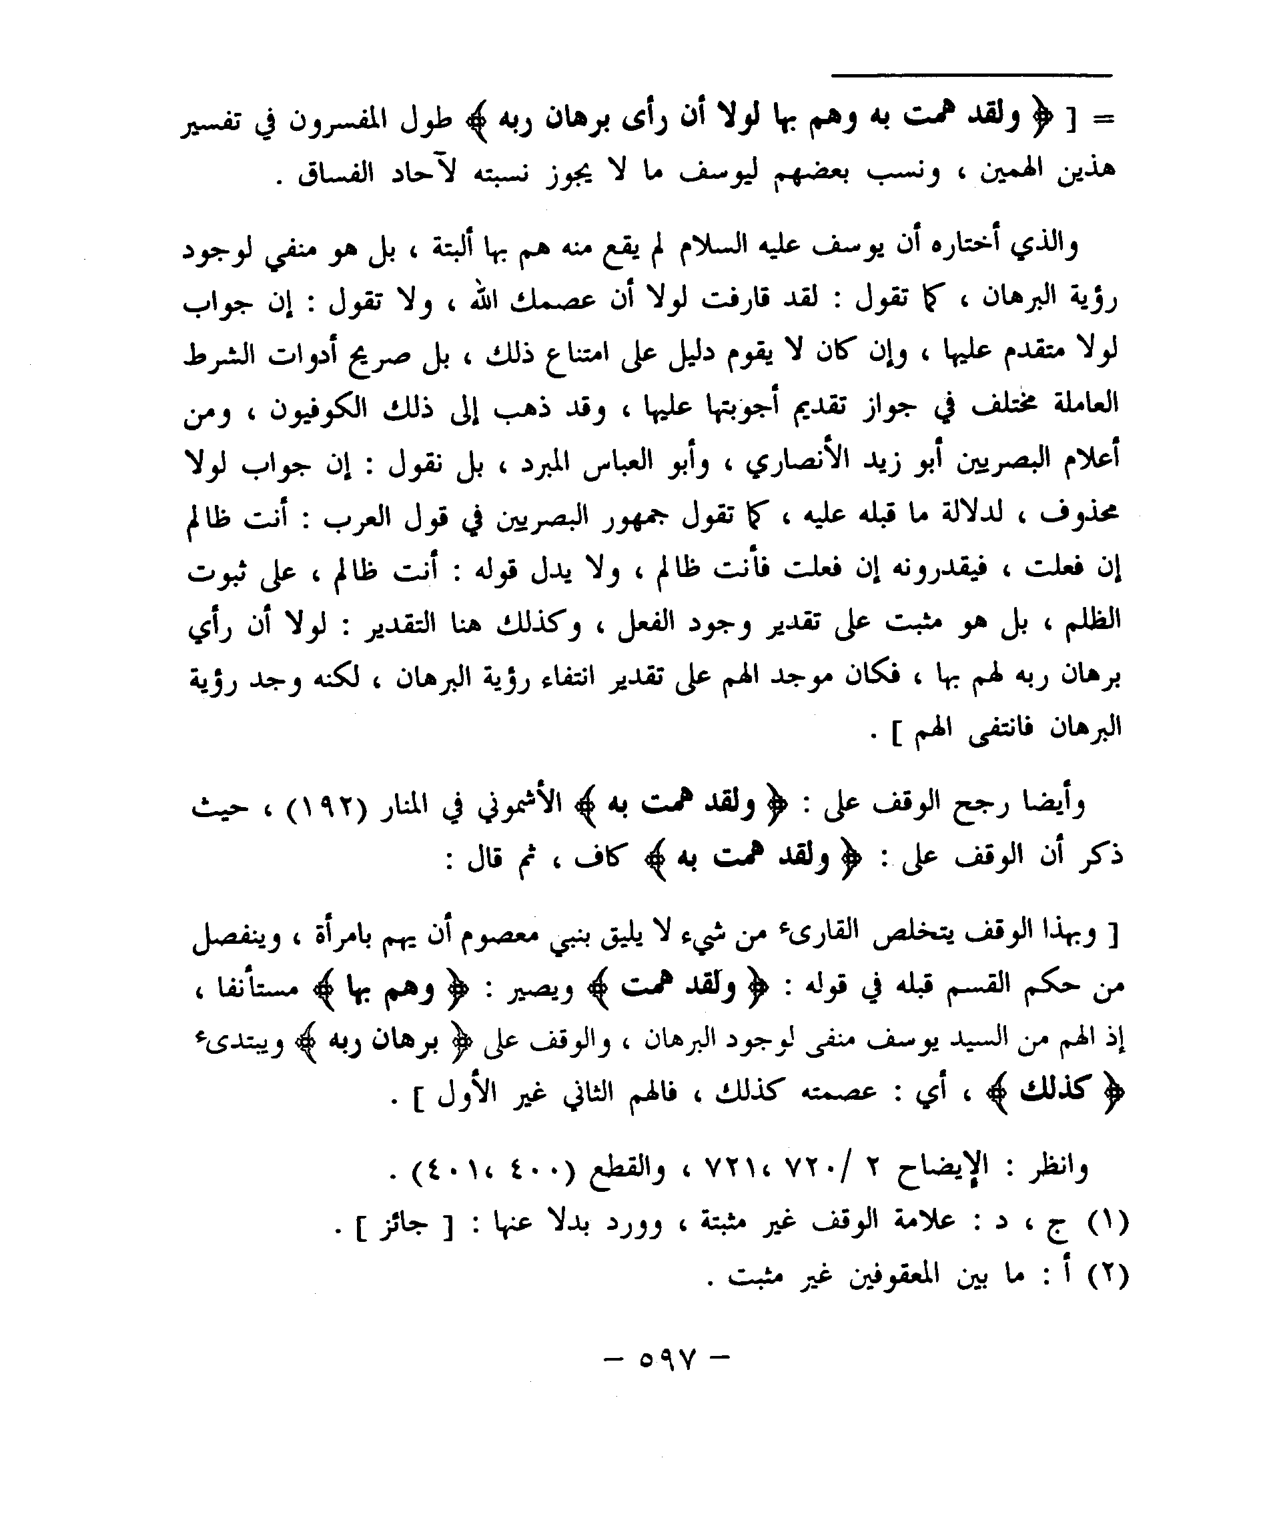 = [ ﴿ ولقد همت به وهم بها لولا أن رأى برهان ربه ﴾ طول المفسرون في تفسير
هذين الهمين ، ونسب بعضهم ليوسف ما لا يجوز نسبته لآحاد الفساق .
والذي أختاره أن يوسف عليه السلام لم يقع منه هم بها ألبتة ، بل هو منفي لوجود
رؤية البرهان ، كما تقول : لقد قارفت لولا أن عصمك الله ، ولا تقول : إن جواب
لولا متقدم عليها ، وإن كان لا يقوم دليل على امتناع ذلك ، بل صريح أدوات الشرط
العاملة مختلف في جواز تقديم أجوبتها عليها ، وقد ذهب إلى ذلك الكوفيون ، ومن
أعلام البصريين أبو زيد الأنصاري ، وأبو العباس المبرد ، بل نقول : إن جواب لولا
محذوف ، لدلالة ما قبله عليه ، كما تقول جمهور البصريين في قول العرب : أنت ظالم
إن فعلت ، فيقدرونه إن فعلت فأنت ظالم ، ولا يدل قوله : أنت ظالم ، على ثبوت
الظلم ، بل هو مثبت على تقدير وجود الفعل ، وكذلك هنا التقدير : لولا أن رأي
برهان ربه لهم بها ، فكان موجد الهم على تقدير انتفاء رؤية البرهان ، لكنه وجد رؤية
البرهان فانتفى الهم ] .
وأيضا رجح الوقف على : ﴿ ولقد همت به ﴾ الأشموني في المنار (١٩٢) ، حيث
ذكر أن الوقف على : ﴿ ولقد همت به ﴾ كاف ، ثم قال :
[ وبهذا الوقف يتخلص القارىء من شيء لا يليق بنبي معصوم أن يهم بامرأة ، وينفصل
من حكم القسم قبله في قوله : ﴿ ولقد همت ﴾ ويصير : ﴿ وهم بها ﴾ مستأنفا ،
إذ الهم من السيد يوسف منفى لوجود البرهان ، والوقف على ﴿ برهان ربه ﴾ ويبتدىء
﴿ كذلك ﴾ ، أي : عصمته كذلك ، فالهم الثاني غير الأول ] .
وانظر : الإيضاح ٢ /٧٢٠ ،٧٢١ ، والقطع (٤٠٠ ،٤٠١) .
(١) ج ، د : علامة الوقف غير مثبتة ، وورد بدلا عنها : [ جائز ] .
(٢) أ : ما بين المعقوفين غير مثبت .
– ٥٩٧ –